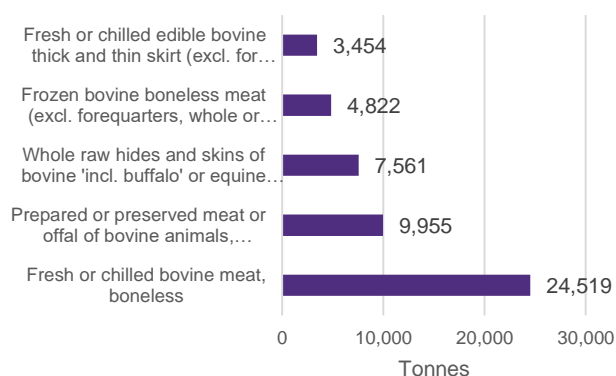 Fresh or chilled edible bovine
thick and thin skirt (excl. for…
3,454
Frozen bovine boneless meat
(excl. forequarters, whole or…
4,822
Whole raw hides and skins of
bovine 'incl. buffalo' or equine…
7,561
Prepared or preserved meat or
offal of bovine animals,…
9,955
Fresh or chilled bovine meat,
boneless
24,519
0 10,000 20,000 30,000
Tonnes